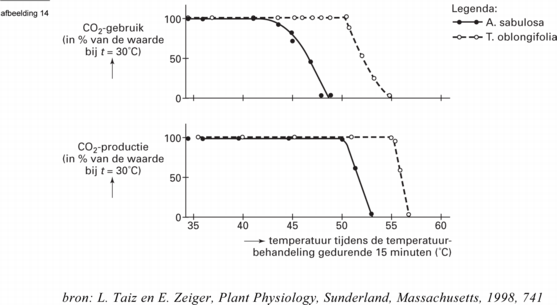 afbeelding 14
Legenda:
A. sabulosa
T. oblongifolia
CO₂-gebruik
(in % van de waarde
bij t = 30°C)
100
50
0
CO₂-productie
(in % van de waarde
bij t = 30°C)
100
50
0
35 40 45 50 55 60
temperatuur tijdens de temperatuur-
behandeling gedurende 15 minuten (°C)
bron: L. Taiz en E. Zeiger, Plant Physiology, Sunderland, Massachusetts, 1998, 741